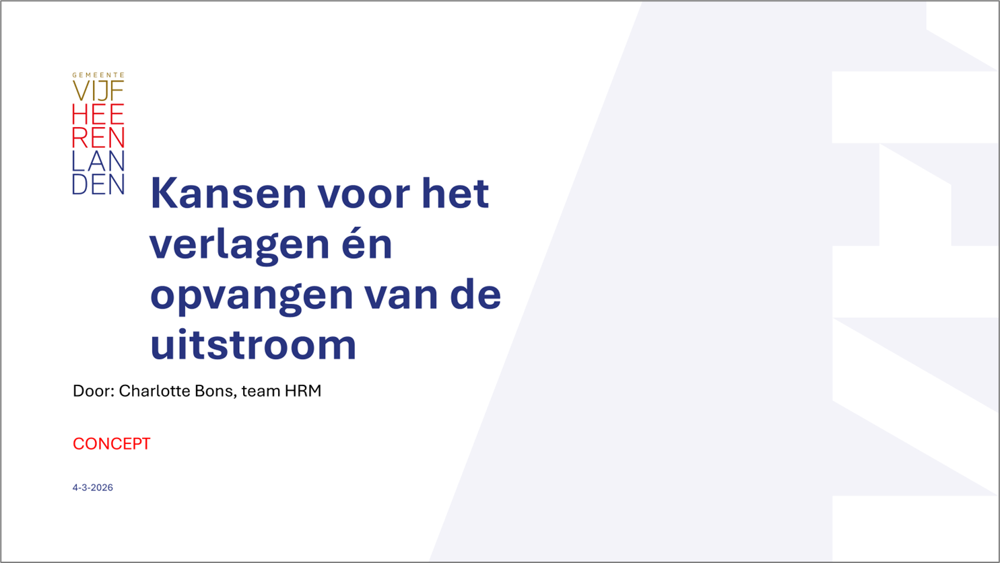 GEMEENTE
VIJF
HEE
REN
LAN
DEN
Kansen voor het
verlagen én
opvangen van de
uitstroom
Door: Charlotte Bons, team HRM
CONCEPT
4-3-2026